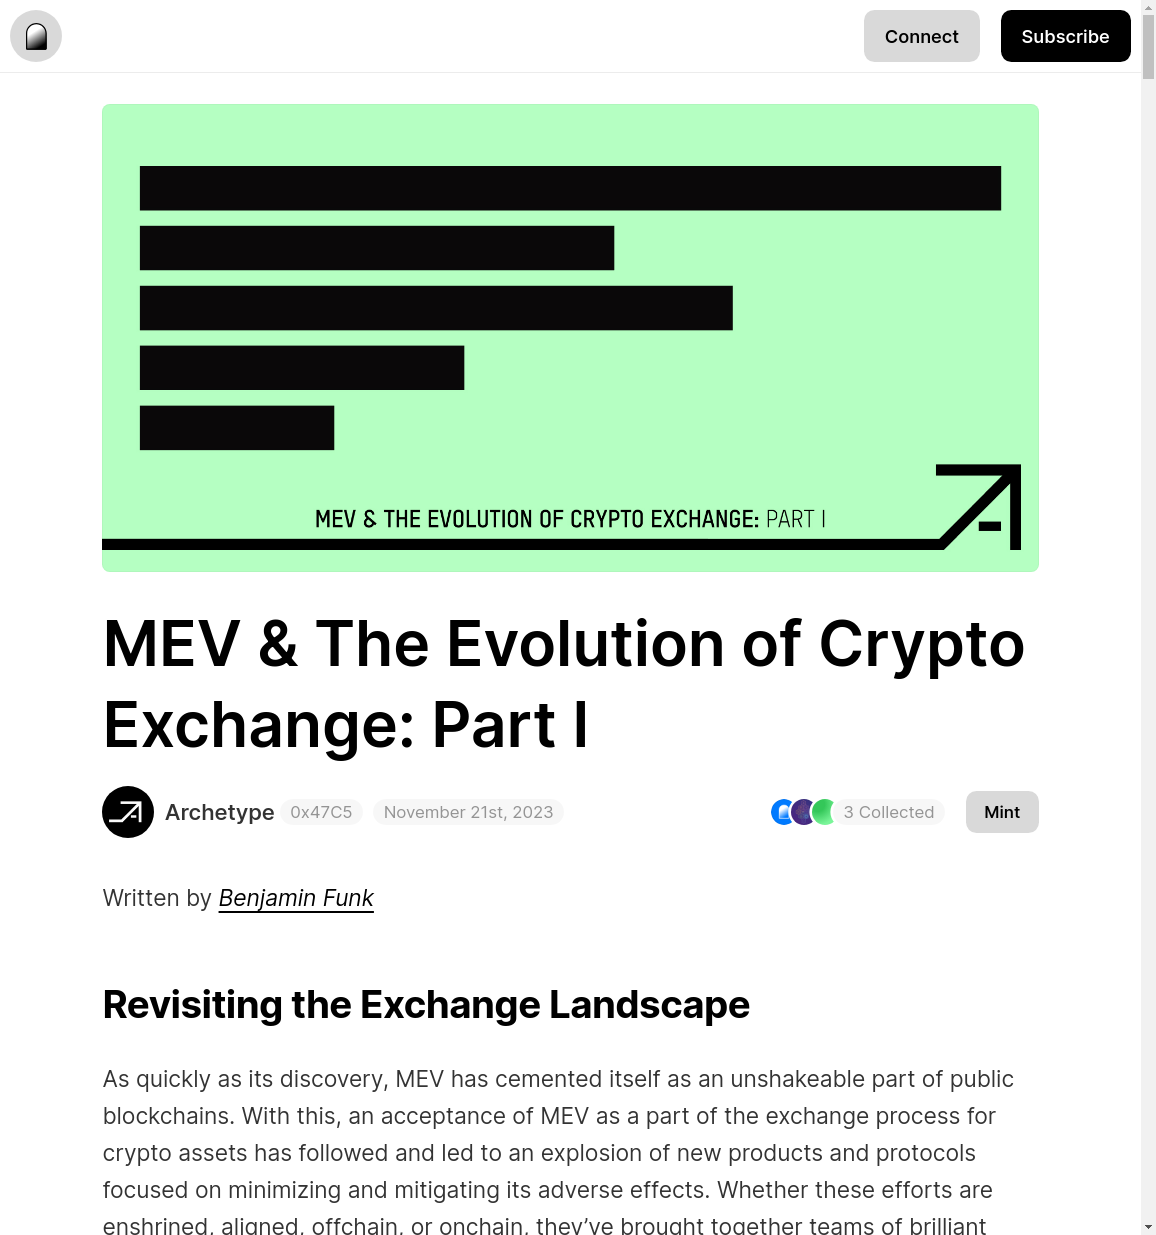 Connect
Subscribe
MEV & THE EVOLUTION OF CRYPTO EXCHANGE: PART I
MEV & The Evolution of Crypto
Exchange: Part I
Archetype
0x47C5
November 21st, 2023
3 Collected
Mint
Written by Benjamin Funk
Revisiting the Exchange Landscape
As quickly as its discovery, MEV has cemented itself as an unshakeable part of public
blockchains. With this, an acceptance of MEV as a part of the exchange process for
crypto assets has followed and led to an explosion of new products and protocols
focused on minimizing and mitigating its adverse effects. Whether these efforts are
enshrined, aligned, offchain, or onchain, they’ve brought together teams of brilliant